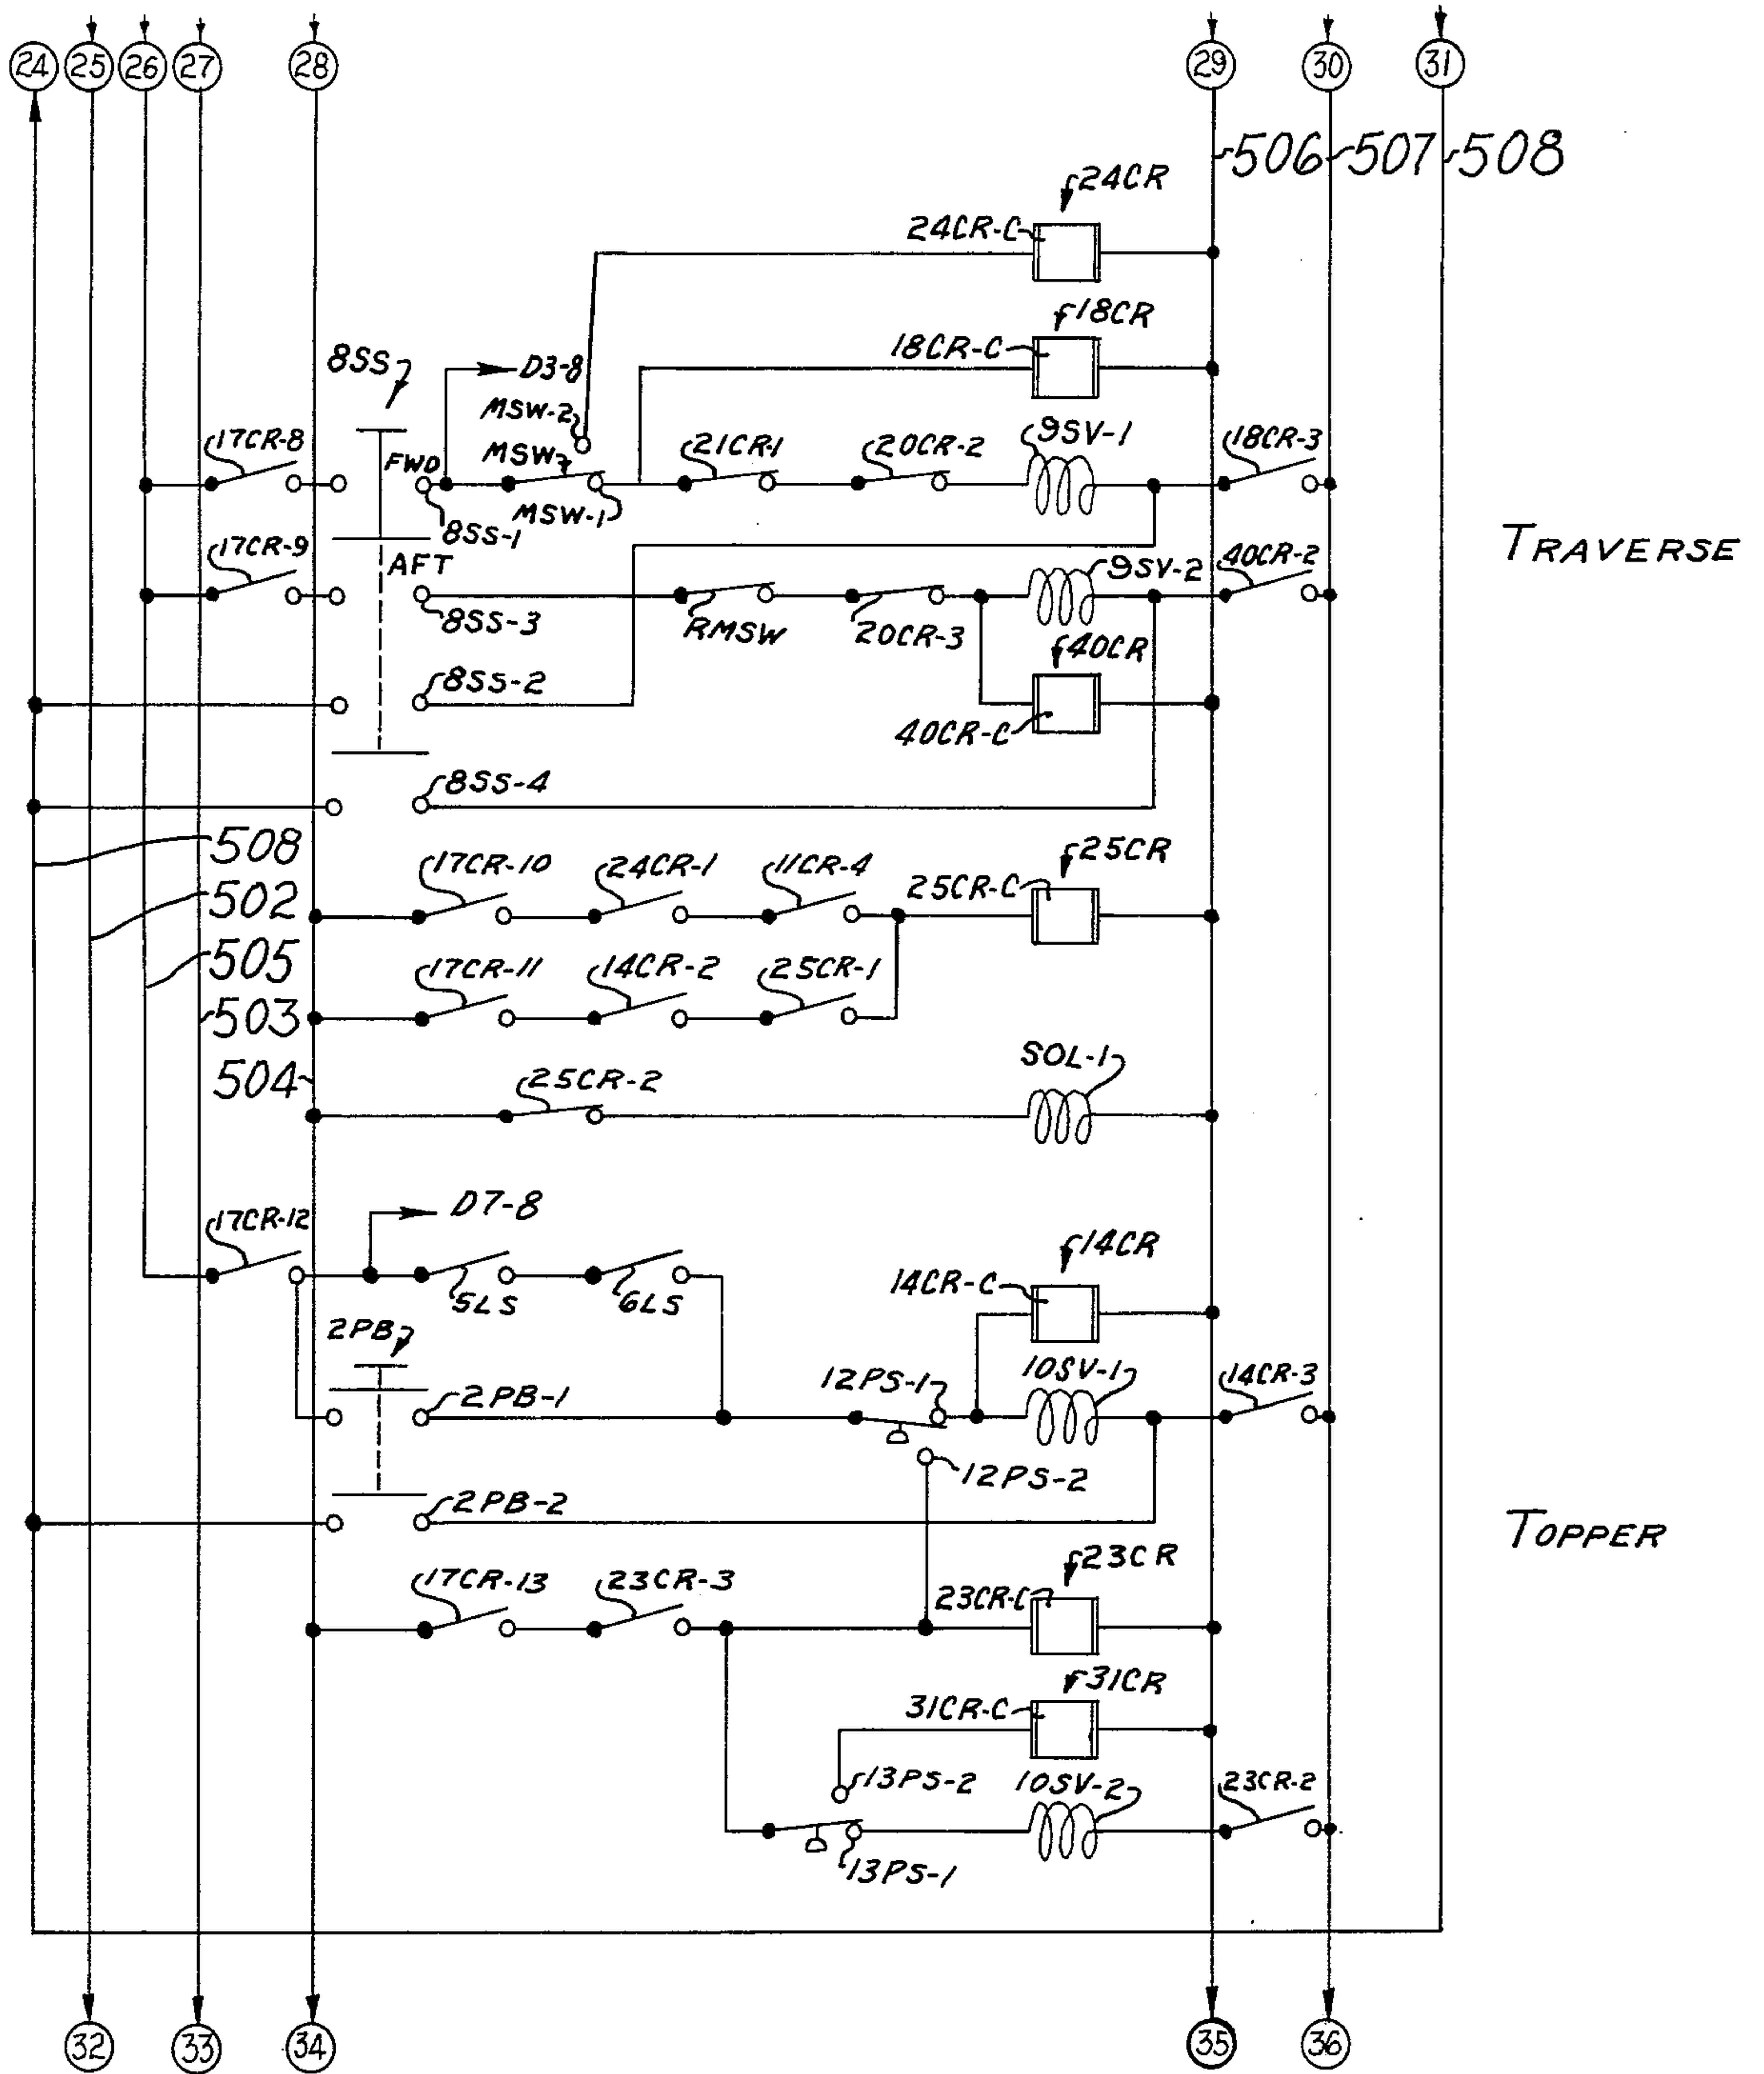 24 25 26 27 28 29 30 31
506 507 508
24CR
24CR-C
18CR
18CR-C
8SS
D3-8
MSW-2
17CR-8
FWD
MSW
21CR-1
20CR-2
9SV-1
18CR-3
MSW-1
8SS-1
TRAVERSE
17CR-9
AFT
9SV-2
40CR-2
8SS-3
RMSW
20CR-3
40CR
8SS-2
40CR-C
8SS-4
508
17CR-10
24CR-1
11CR-4
25CR
25CR-C
502
505
17CR-11
14CR-2
25CR-1
503
SOL-1
504
25CR-2
D7-8
17CR-12
14CR
14CR-C
5LS
6LS
2PB
2PB-1
12PS-1
10SV-1
14CR-3
12PS-2
2PB-2
TOPPER
23CR
17CR-13
23CR-3
23CR-C
31CR
31CR-C
13PS-2
10SV-2
23CR-2
13PS-1
32 33 34 35 36